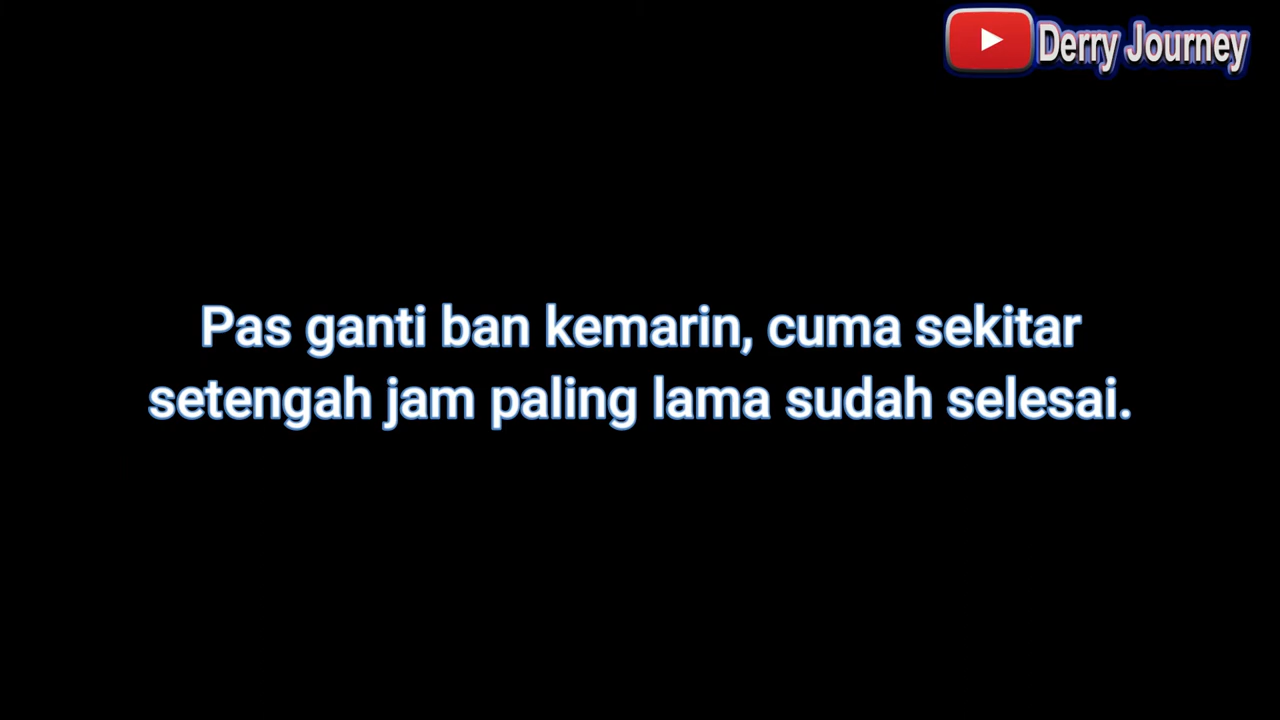 Derry Journey
Pas ganti ban kemarin, cuma sekitar
setengah jam paling lama sudah selesai.